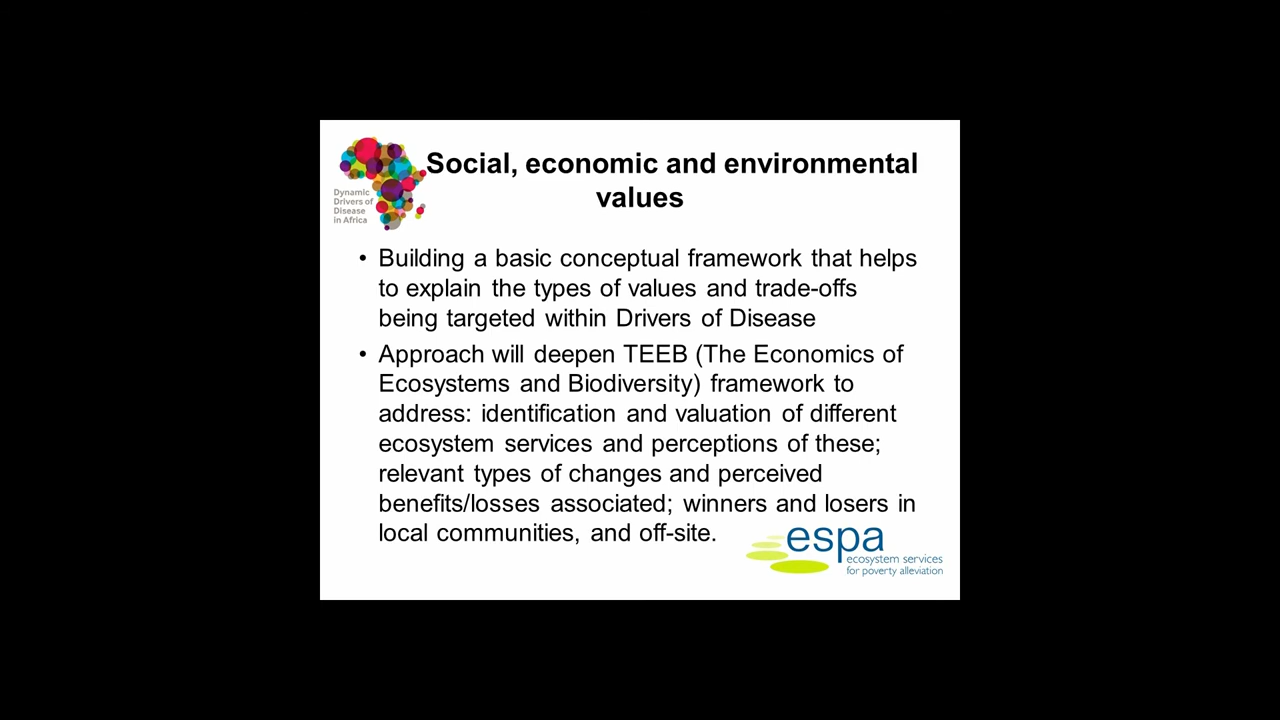 Social, economic and environmental
values
Dynamic
Drivers of
Disease
in Africa
• Building a basic conceptual framework that helps
to explain the types of values and trade-offs
being targeted within Drivers of Disease
• Approach will deepen TEEB (The Economics of
Ecosystems and Biodiversity) framework to
address: identification and valuation of different
ecosystem services and perceptions of these;
relevant types of changes and perceived
benefits/losses associated; winners and losers in
local communities, and off-site.
espa
ecosystem services
for poverty alleviation